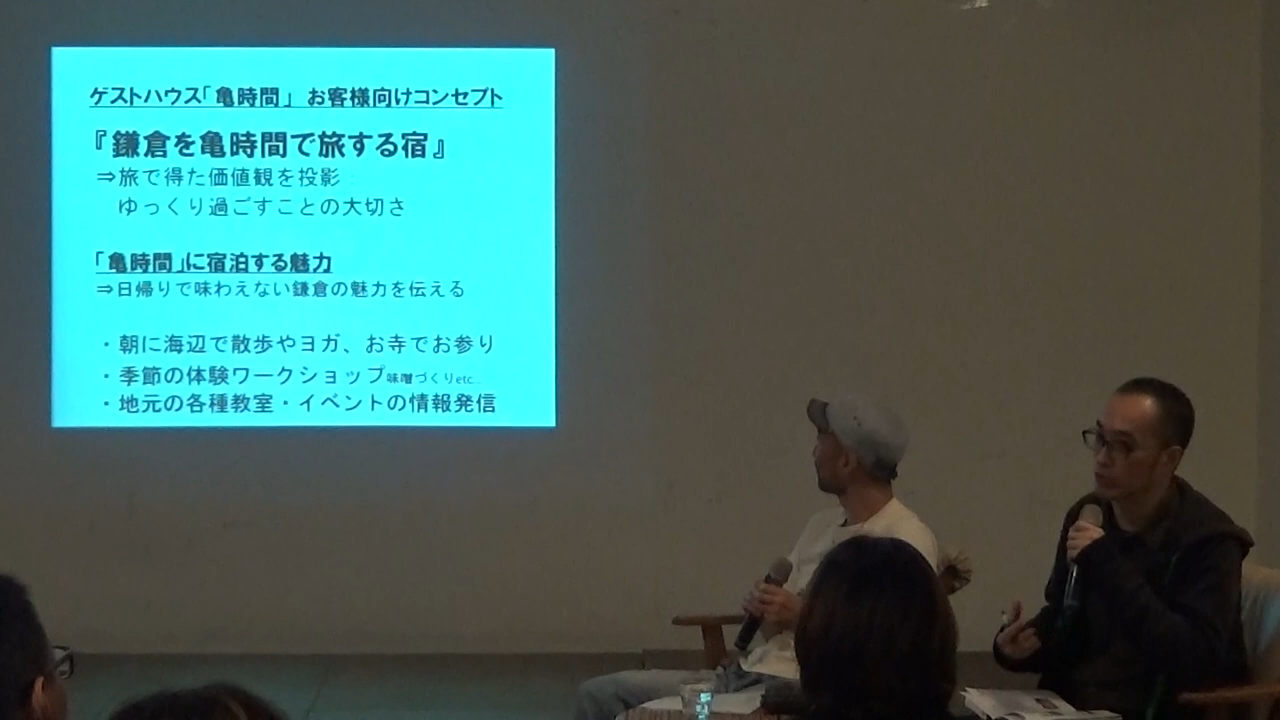 ゲストハウス「亀時間」 お客様向けコンセプト
『鎌倉を亀時間で旅する宿』
⇒旅で得た価値観を投影
ゆっくり過ごすことの大切さ
「亀時間」に宿泊する魅力
⇒日帰りで味わえない鎌倉の魅力を伝える
・朝に海辺で散歩やヨガ、お寺でお参り
・季節の体験ワークショップ味噌づくりetc...
・地元の各種教室・イベントの情報発信